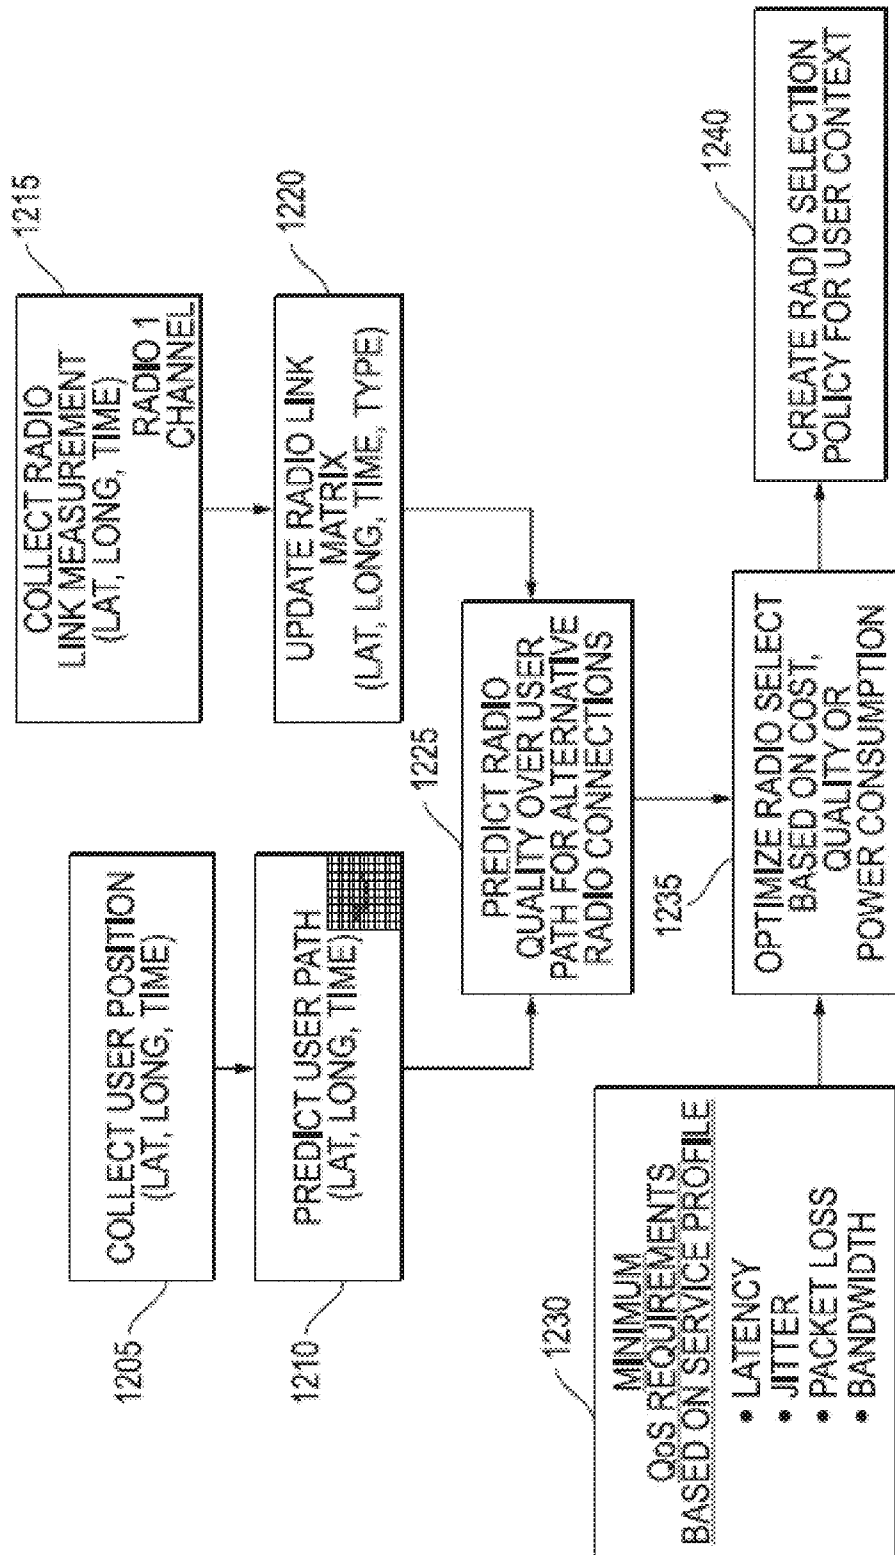 1205
COLLECT USER POSITION
(LAT, LONG, TIME)
1210
PREDICT USER PATH
(LAT, LONG, TIME)
1215
COLLECT RADIO
LINK MEASUREMENT
(LAT, LONG, TIME)
RADIO 1
CHANNEL
1220
UPDATE RADIO LINK
MATRIX
(LAT, LONG, TIME, TYPE)
1225
PREDICT RADIO
QUALITY OVER USER
PATH FOR ALTERNATIVE
RADIO CONNECTIONS
1230
MINIMUM
QoS REQUIREMENTS
BASED ON SERVICE PROFILE
• LATENCY
• JITTER
• PACKET LOSS
• BANDWIDTH
1235
OPTIMIZE RADIO SELECT
BASED ON COST,
QUALITY OR
POWER CONSUMPTION
1240
CREATE RADIO SELECTION
POLICY FOR USER CONTEXT